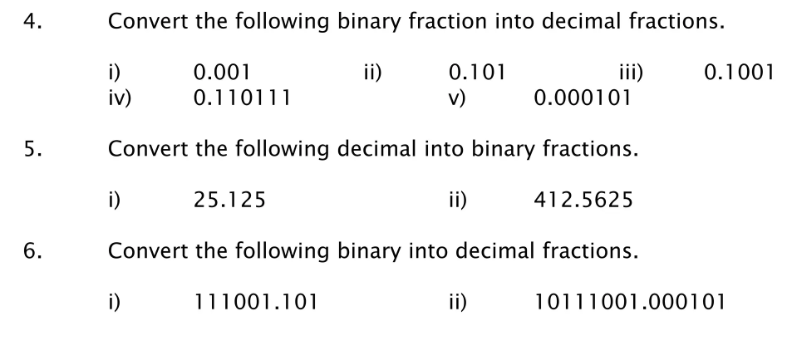 4. Convert the following binary fraction into decimal fractions.
i) 0.001 ii) 0.101 iii) 0.1001
iv) 0.110111 v) 0.000101
5. Convert the following decimal into binary fractions.
i) 25.125 ii) 412.5625
6. Convert the following binary into decimal fractions.
i) 111001.101 ii) 10111001.000101